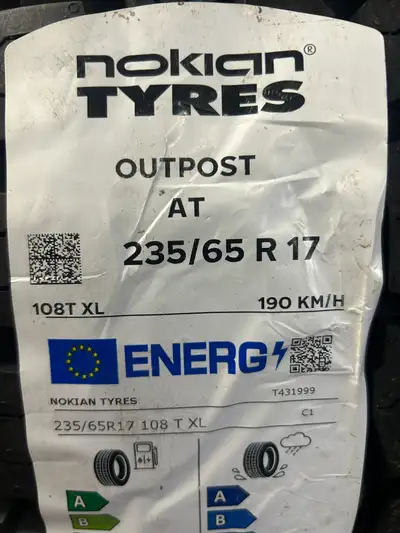 nokian®
TYRES
OUTPOST
AT
235/65 R 17
108T XL 190 KM/H
ENERG
NOKIAN TYRES T431999
235/65R17 108 T XL C1
A A
B B